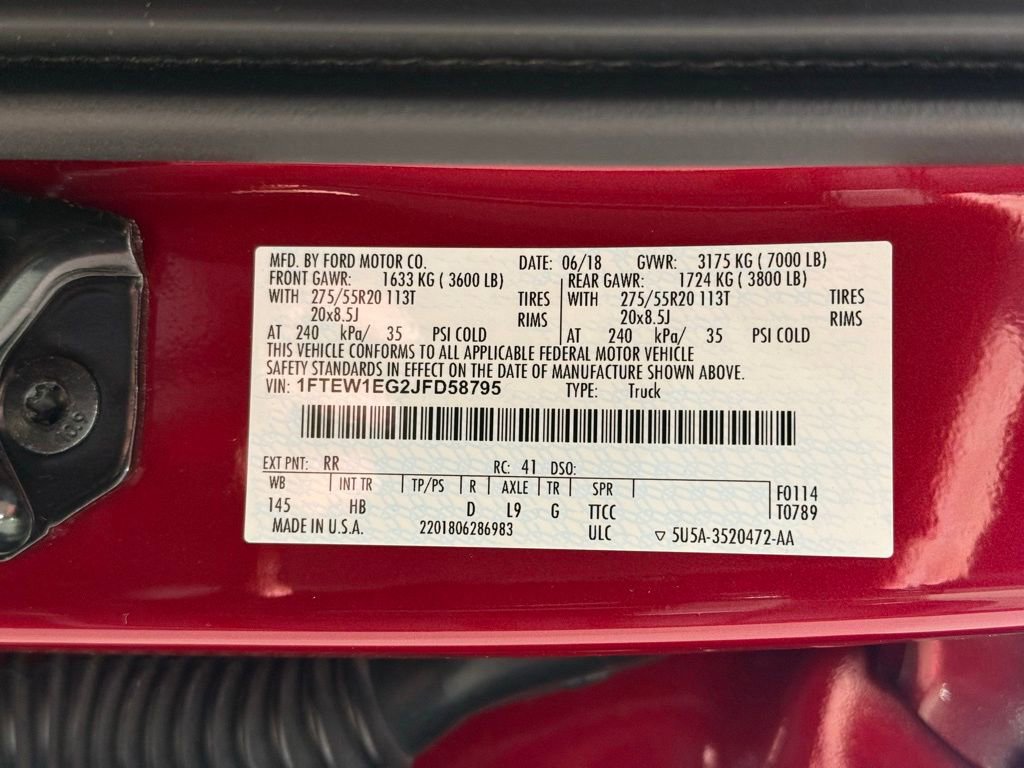 MFD. BY FORD MOTOR CO. DATE: 06/18 GVWR: 3175 KG ( 7000 LB)
FRONT GAWR: 1633 KG ( 3600 LB) REAR GAWR: 1724 KG ( 3800 LB)
WITH 275/55R20 113T TIRES WITH 275/55R20 113T TIRES
20x8.5J RIMS 20x8.5J RIMS
AT 240 kPa/ 35 PSI COLD AT 240 kPa/ 35 PSI COLD
THIS VEHICLE CONFORMS TO ALL APPLICABLE FEDERAL MOTOR VEHICLE
SAFETY STANDARDS IN EFFECT ON THE DATE OF MANUFACTURE SHOWN ABOVE.
VIN: 1FTEW1EG2JFD58795 TYPE: Truck
EXT PNT: RR RC: 41 DSO:
WB INT TR TP/PS R AXLE TR SPR F0114
145 HB D L9 G TTCC T0789
MADE IN U.S.A. 2201806286983 ULC ▽ 5U5A-3520472-AA
10.9